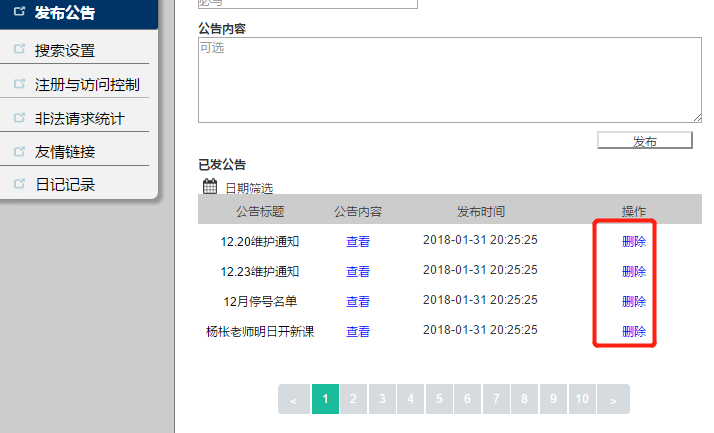 发布公告
搜索设置
注册与访问控制
非法请求统计
友情链接
日记记录
必写
公告内容
可选
发布
已发公告
日期筛选
公告标题 公告内容 发布时间 操作
12.20维护通知 查看 2018-01-31 20:25:25 删除
12.23维护通知 查看 2018-01-31 20:25:25 删除
12月停号名单 查看 2018-01-31 20:25:25 删除
杨枨老师明日开新课 查看 2018-01-31 20:25:25 删除
< 1 2 3 4 5 6 7 8 9 10 >